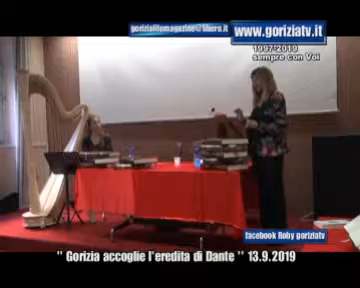 goriziatvmagazine@libero.it
www.goriziatv.it
1997-2019
sempre con Voi
facebook Roby goriziatv
" Gorizia accoglie l'eredita di Dante " 13.9.2019